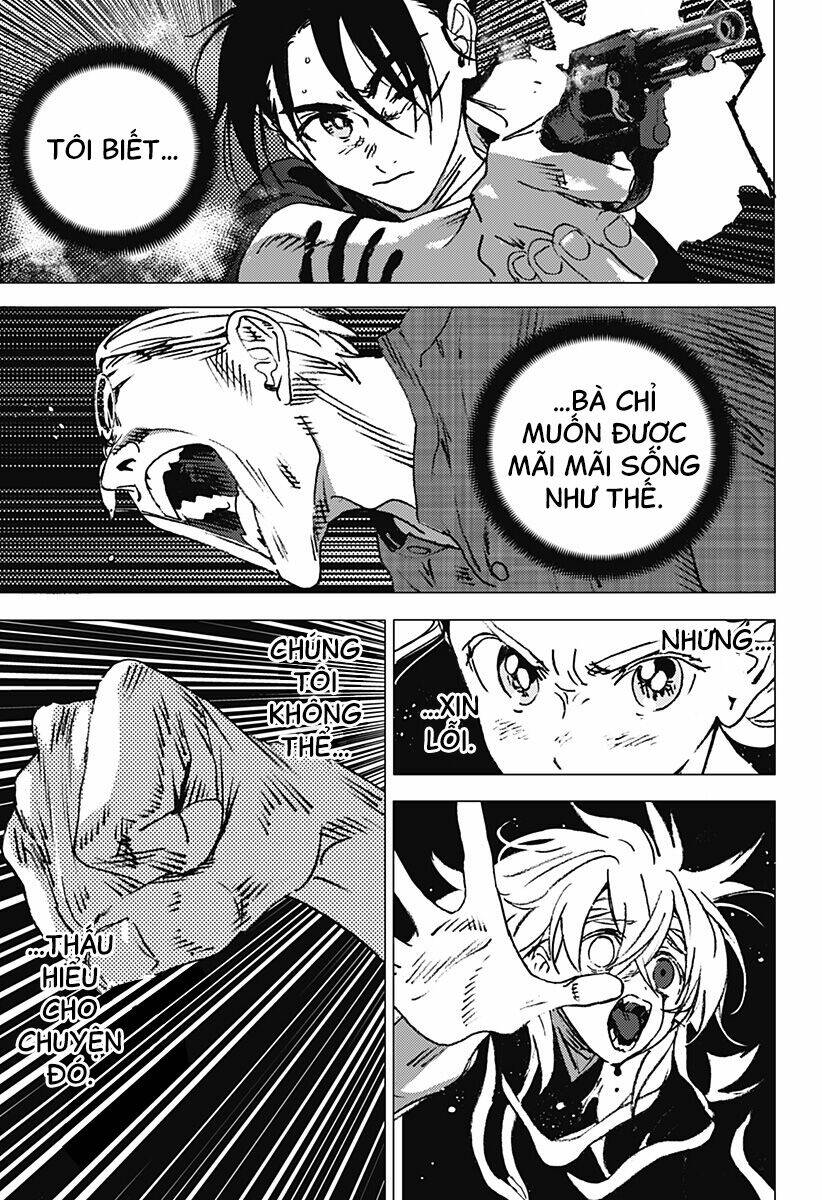 TÔI BIẾT...
...BÀ CHỈ
MUỐN ĐƯỢC
MÃI MÃI SỐNG
NHƯ THẾ.
NHƯNG...
...XIN
LỖI.
CHÚNG
TÔI
KHÔNG
THỂ...
...THẤU
HIỂU
CHO
CHUYỆN
ĐÓ.